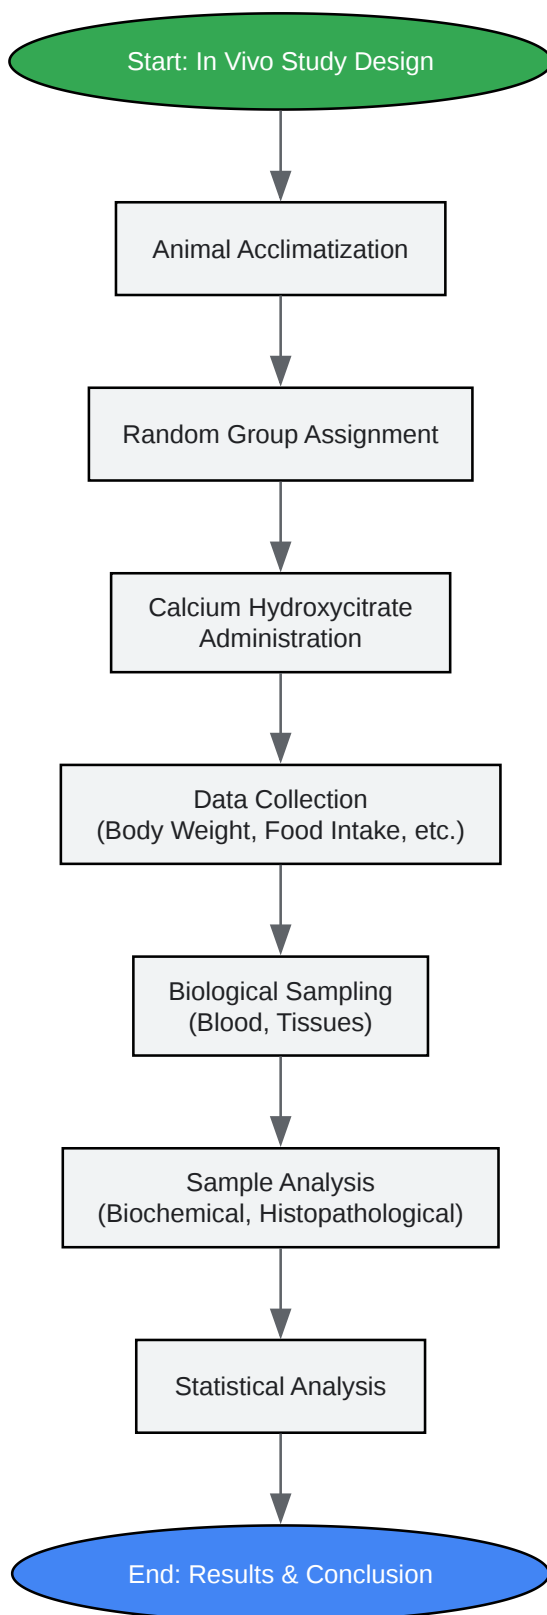 Start: In Vivo Study Design
Animal Acclimatization
Random Group Assignment
Calcium Hydroxycitrate
Administration
Data Collection
(Body Weight, Food Intake, etc.)
Biological Sampling
(Blood, Tissues)
Sample Analysis
(Biochemical, Histopathological)
Statistical Analysis
End: Results & Conclusion